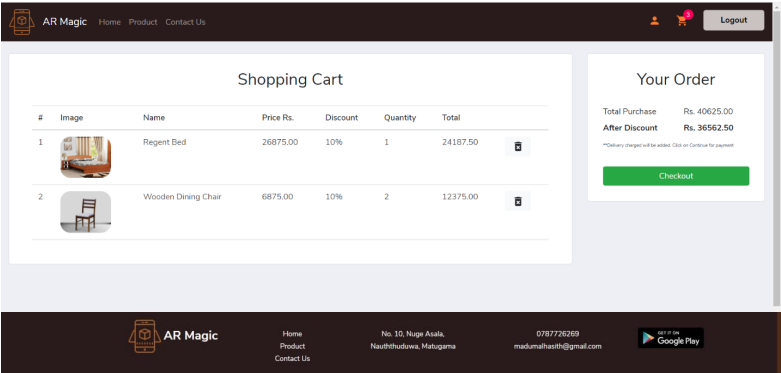 AR Magic Home Product Contact Us 3 Logout
Shopping Cart
# Image Name Price Rs. Discount Quantity Total
1 Regent Bed 26875.00 10% 1 24187.50
2 Wooden Dining Chair 6875.00 10% 2 12375.00
Your Order
Total Purchase Rs. 40625.00
After Discount Rs. 36562.50
**Delivery charged will be added. Click on Continue for payment
Checkout
AR Magic
Home
Product
Contact Us
No. 10, Nuge Asala,
Nauththuduwa, Matugama
0787726269
madumalhasith@gmail.com
GET IT ON
Google Play